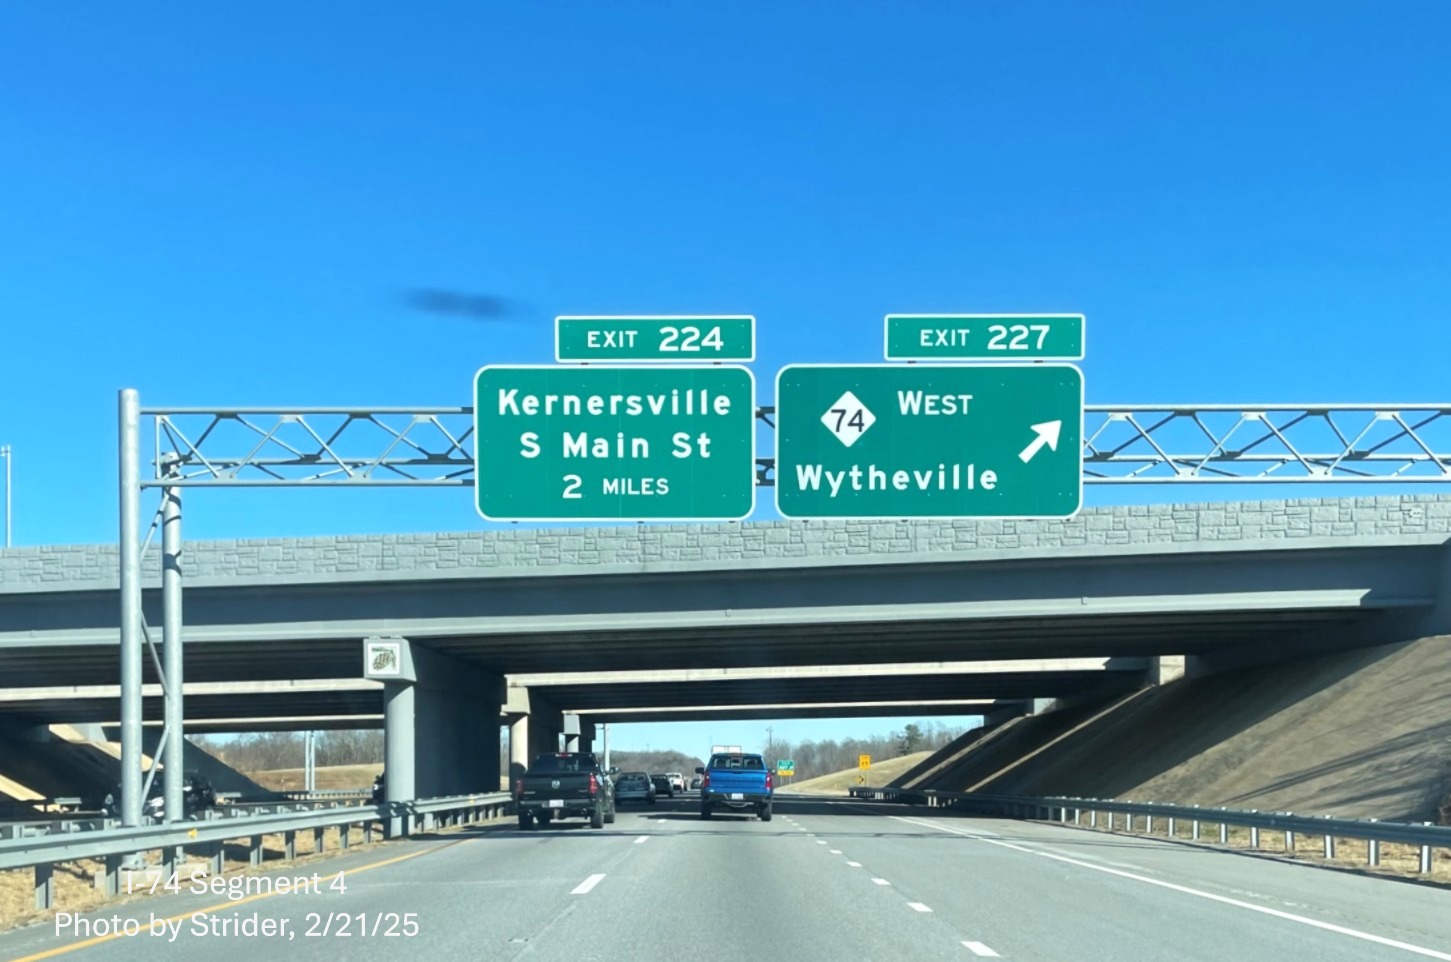 EXIT 224
Kernersville
S Main St
2 MILES
EXIT 227
74 WEST
Wytheville
I-74 Segment 4
Photo by Strider, 2/21/25